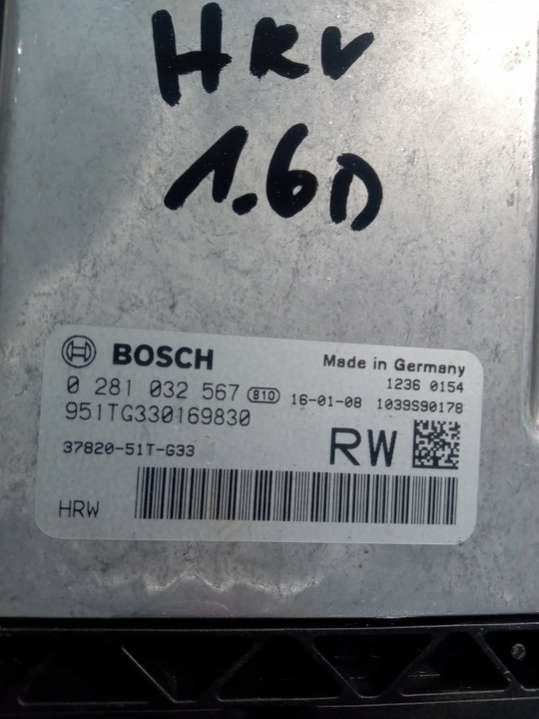 HRV
1.6D
BOSCH
Made in Germany
0 281 032 567 810 16-01-08 1236 0154
951TG330169830 1039S90178
37820-51T-G33 RW
HRW